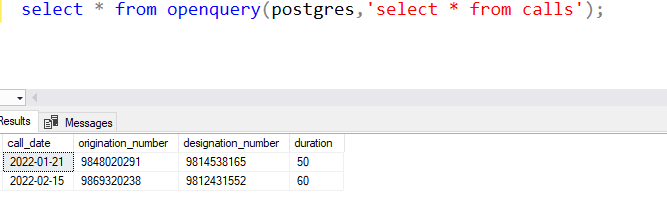 select * from openquery(postgres,'select * from calls');
Results Messages
call_date origination_number designation_number duration
2022-01-21 9848020291 9814538165 50
2022-02-15 9869320238 9812431552 60